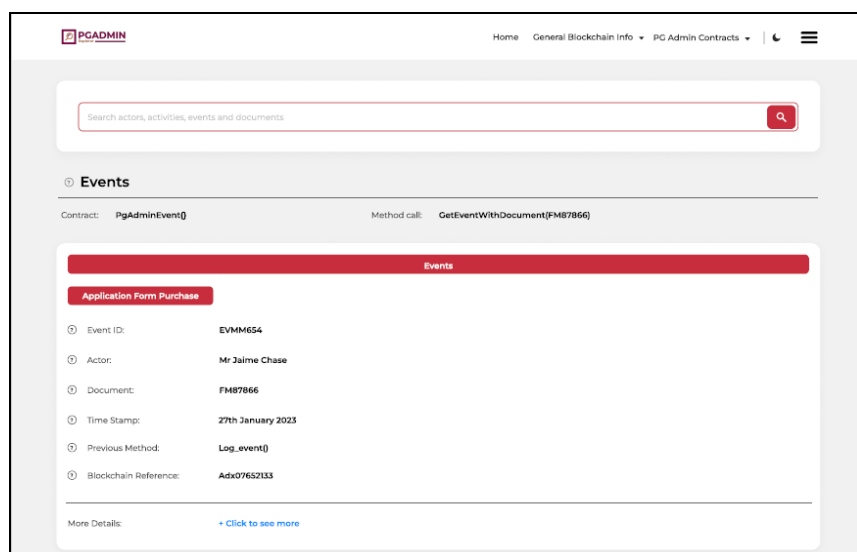 PGADMIN
Home General Blockchain Info PG Admin Contracts
Search actors, activities, events and documents
Events
Contract: PgAdminEvent() Method call: GetEventWithDocument(FM87866)
Events
Application Form Purchase
Event ID: EVMM654
Actor: Mr Jaime Chase
Document: FM87866
Time Stamp: 27th January 2023
Previous Method: Log_event()
Blockchain Reference: Adx07652133
More Details: + Click to see more